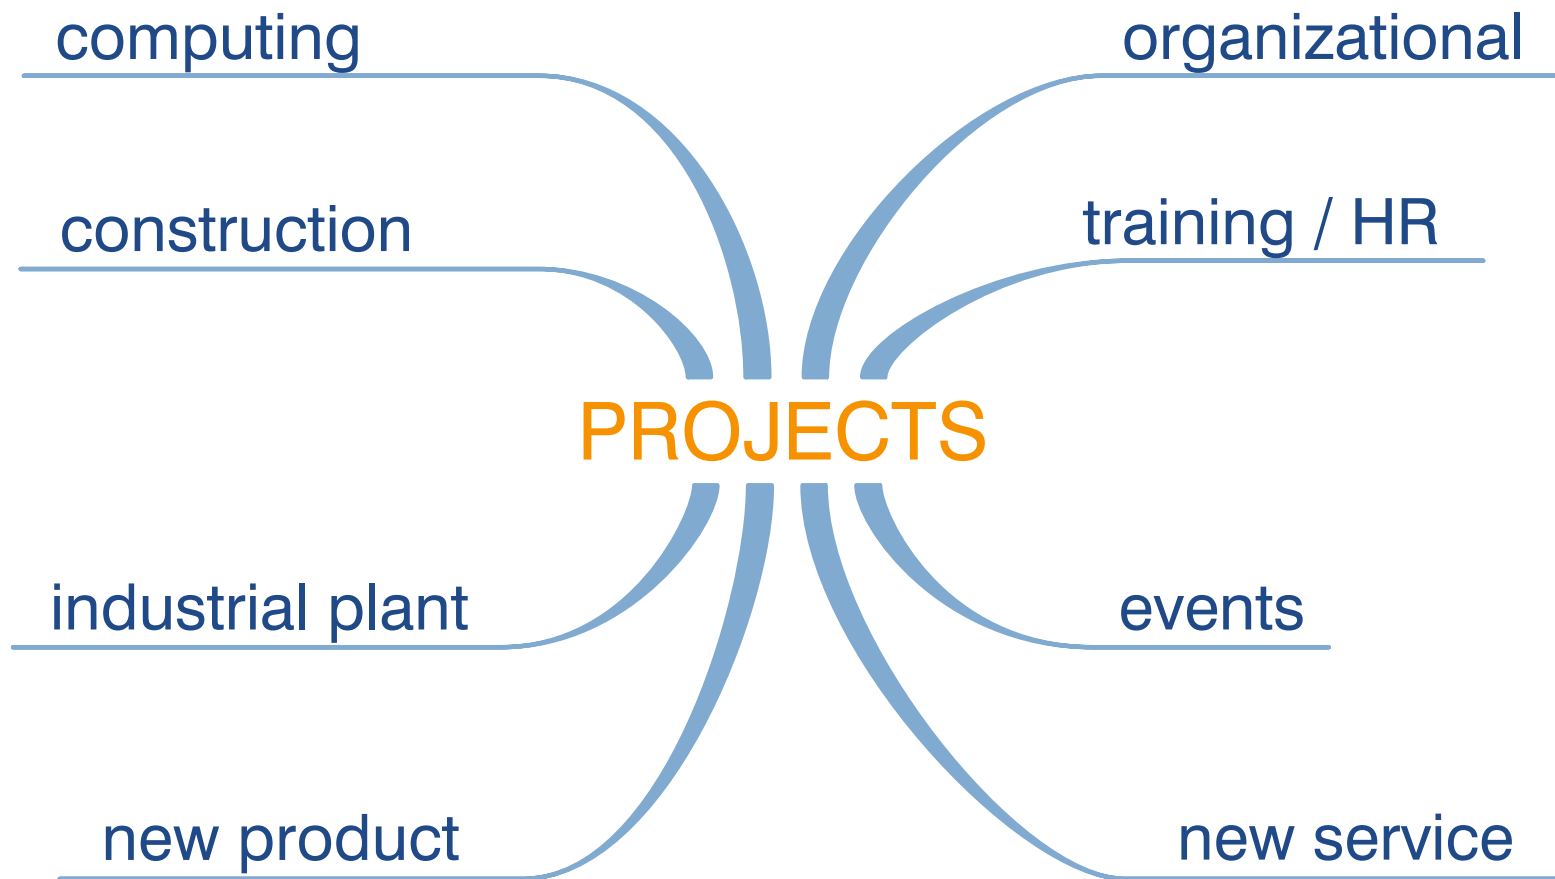 computing
organizational
construction
training / HR
PROJECTS
industrial plant
events
new product
new service